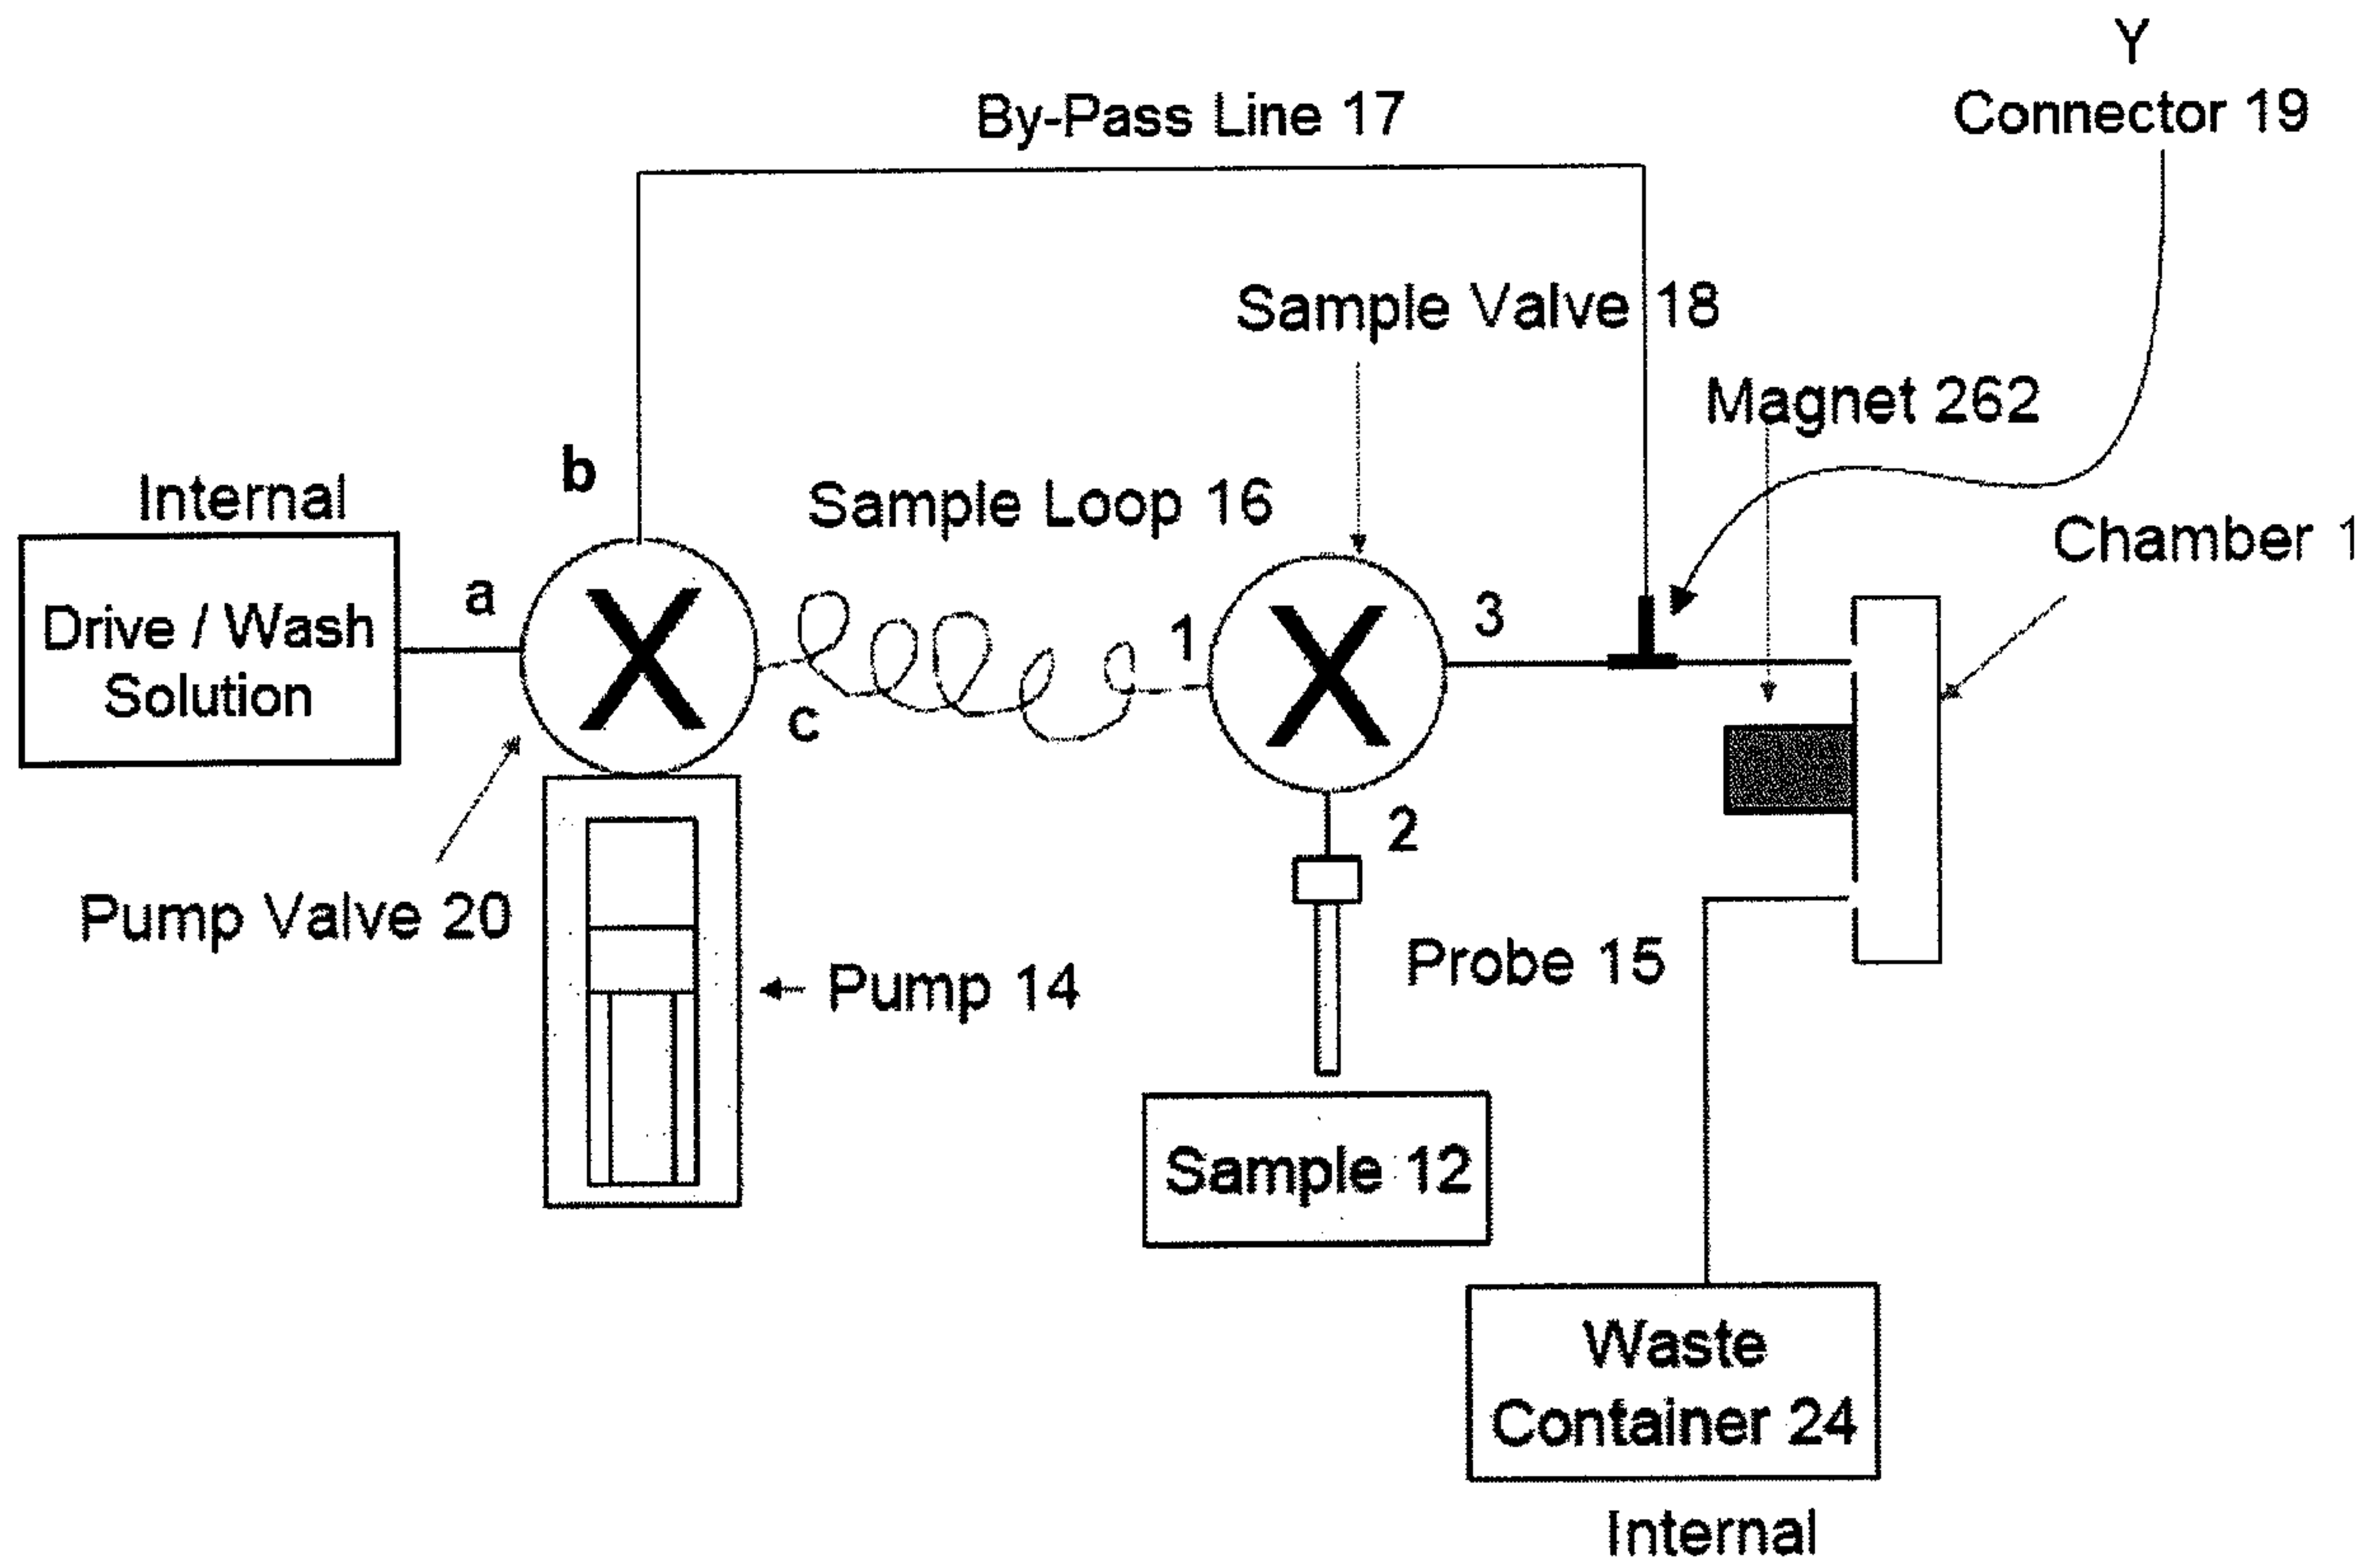 Y
Connector 19
By-Pass Line 17
Sample Valve 18
Magnet 262
b
Internal
Sample Loop 16
Chamber 1
a
Drive / Wash
Solution
1
3
c
2
Pump Valve 20
Probe 15
Pump 14
Sample 12
Waste
Container 24
Internal